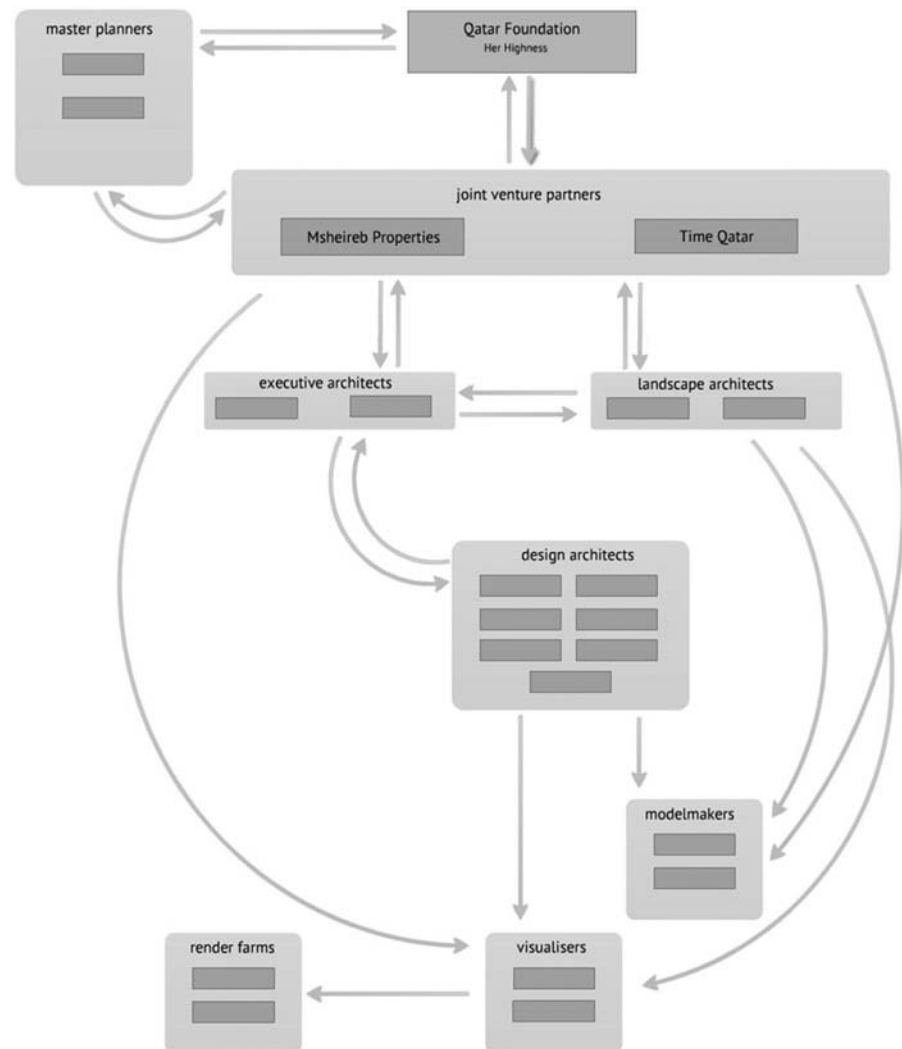 master planners
Qatar Foundation
Her Highness
joint venture partners
Msheireb Properties
Time Qatar
executive architects
landscape architects
design architects
modelmakers
render farms
visualisers